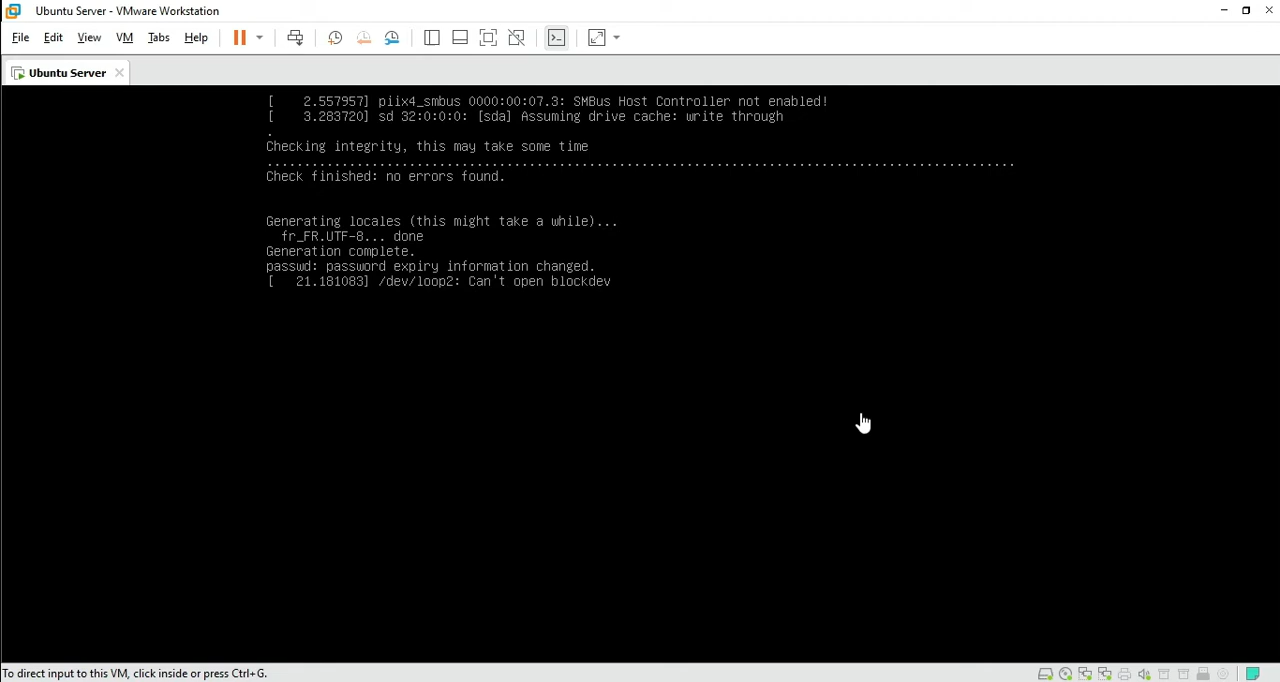 Ubuntu Server - VMware Workstation
File Edit View VM Tabs Help
Ubuntu Server
[    2.557957] piix4_smbus 0000:00:07.3: SMBus Host Controller not enabled!
[    3.283720] sd 32:0:0:0: [sda] Assuming drive cache: write through
.
Checking integrity, this may take some time
....................................................................................................
Check finished: no errors found.
Generating locales (this might take a while)...
  fr_FR.UTF-8... done
Generation complete.
passwd: password expiry information changed.
[   21.181083] /dev/loop2: Can't open blockdev
To direct input to this VM, click inside or press Ctrl+G.